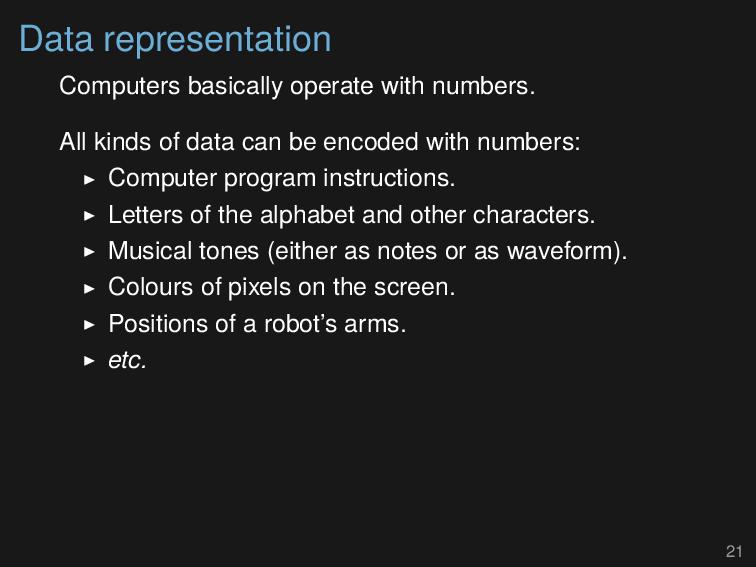 Data representation
Computers basically operate with numbers.
All kinds of data can be encoded with numbers:
▶ Computer program instructions.
▶ Letters of the alphabet and other characters.
▶ Musical tones (either as notes or as waveform).
▶ Colours of pixels on the screen.
▶ Positions of a robot’s arms.
▶ etc.
21